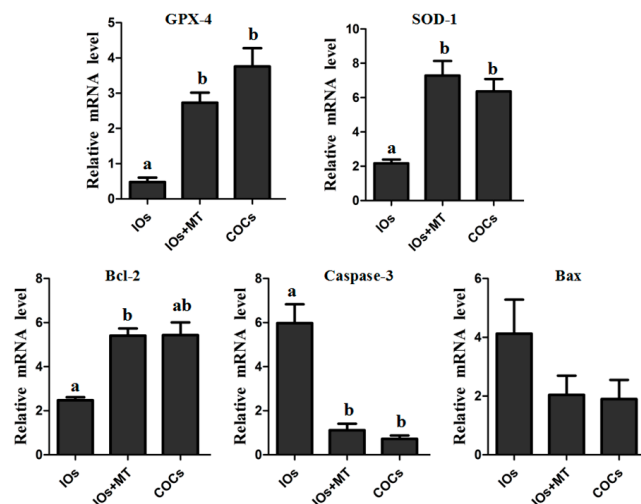 GPX-4
Relative mRNA level
5
4
3
2
1
0
a
b
b
IOs
IOs+MT
COCs
SOD-1
Relative mRNA level
10
8
6
4
2
0
a
b
b
IOs
IOs+MT
COCs
Bcl-2
Relative mRNA level
8
6
4
2
0
a
b
ab
IOs
IOs+MT
COCs
Caspase-3
Relative mRNA level
8
6
4
2
0
a
b
b
IOs
IOs+MT
COCs
Bax
Relative mRNA level
6
4
2
0
IOs
IOs+MT
COCs